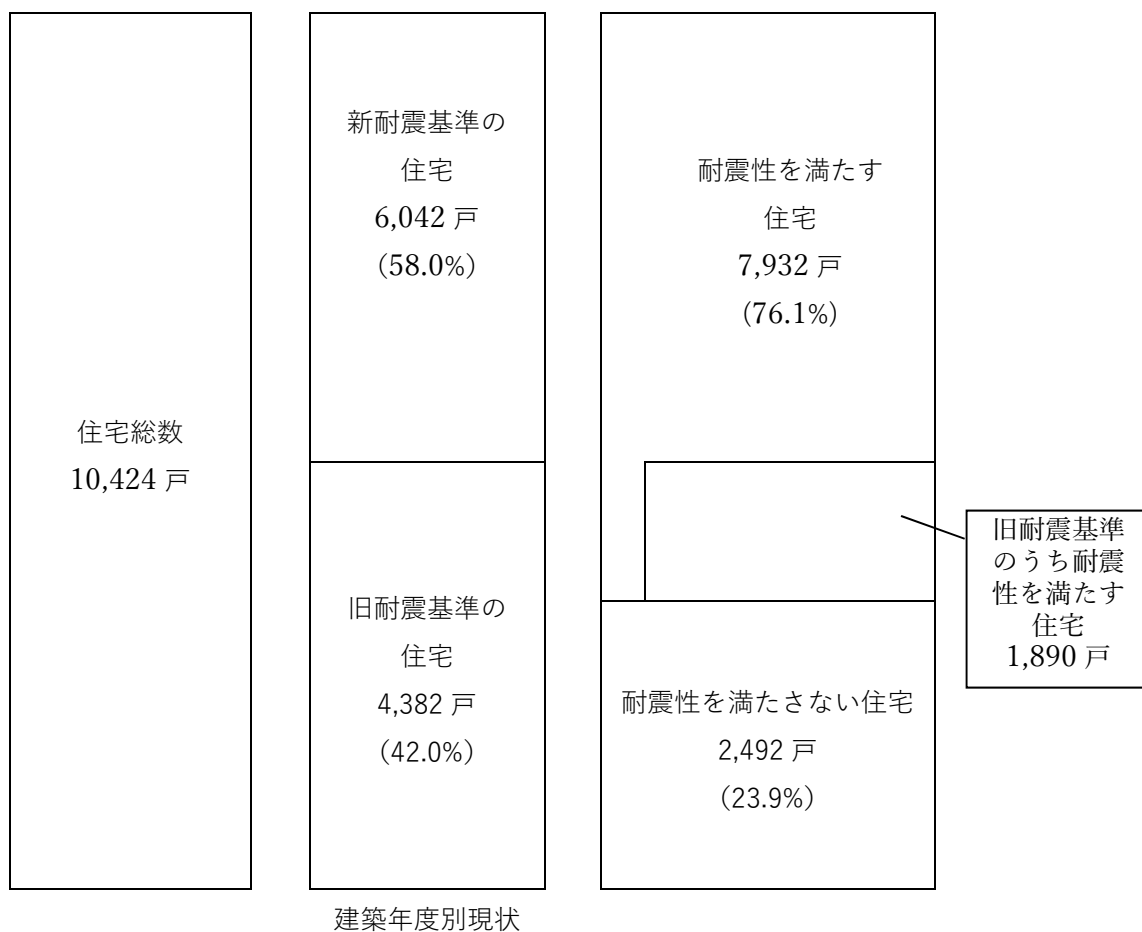 住宅総数
10,424 戸
新耐震基準の
住宅
6,042 戸
(58.0%)
旧耐震基準の
住宅
4,382 戸
(42.0%)
建築年度別現状
耐震性を満たす
住宅
7,932 戸
(76.1%)
旧耐震基準
のうち耐震
性を満たす
住宅
1,890 戸
耐震性を満たさない住宅
2,492 戸
(23.9%)